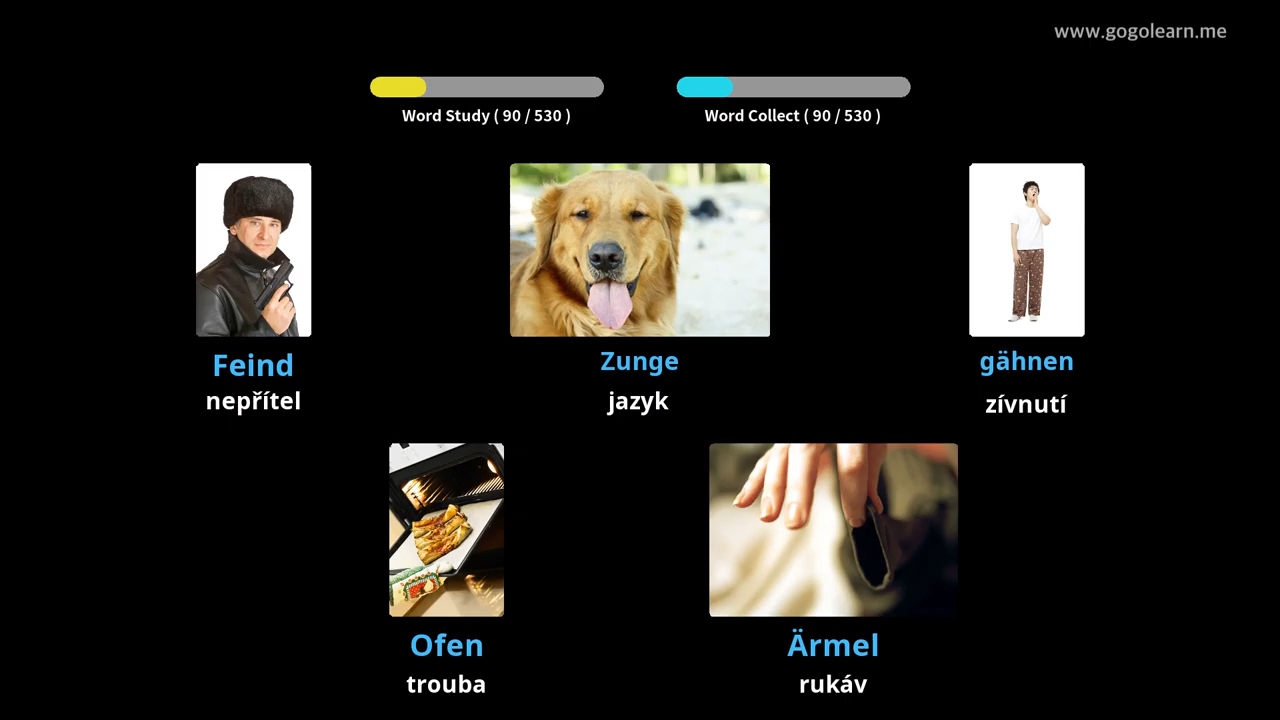 www.gogolearn.me
Word Study ( 90 / 530 )
Word Collect ( 90 / 530 )
Feind
nepřítel
Zunge
jazyk
gähnen
zívnutí
Ofen
trouba
Ärmel
rukáv